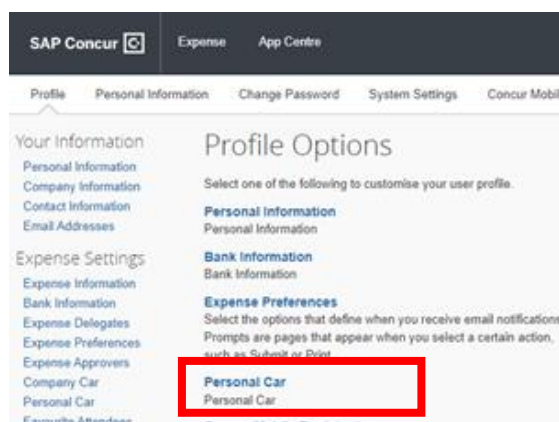 SAP Concur C Expense App Centre
Profile Personal Information Change Password System Settings Concur Mobil
Your Information
Personal Information
Company Information
Contact Information
Email Addresses
Expense Settings
Expense Information
Bank Information
Expense Delegates
Expense Preferences
Expense Approvers
Company Car
Personal Car
Favourite Attendees
Profile Options
Select one of the following to customise your user profile.
Personal Information
Personal Information
Bank Information
Bank Information
Expense Preferences
Select the options that define when you receive email notifications
Prompts are pages that appear when you select a certain action,
such as Submit or Print.
Personal Car
Personal Car